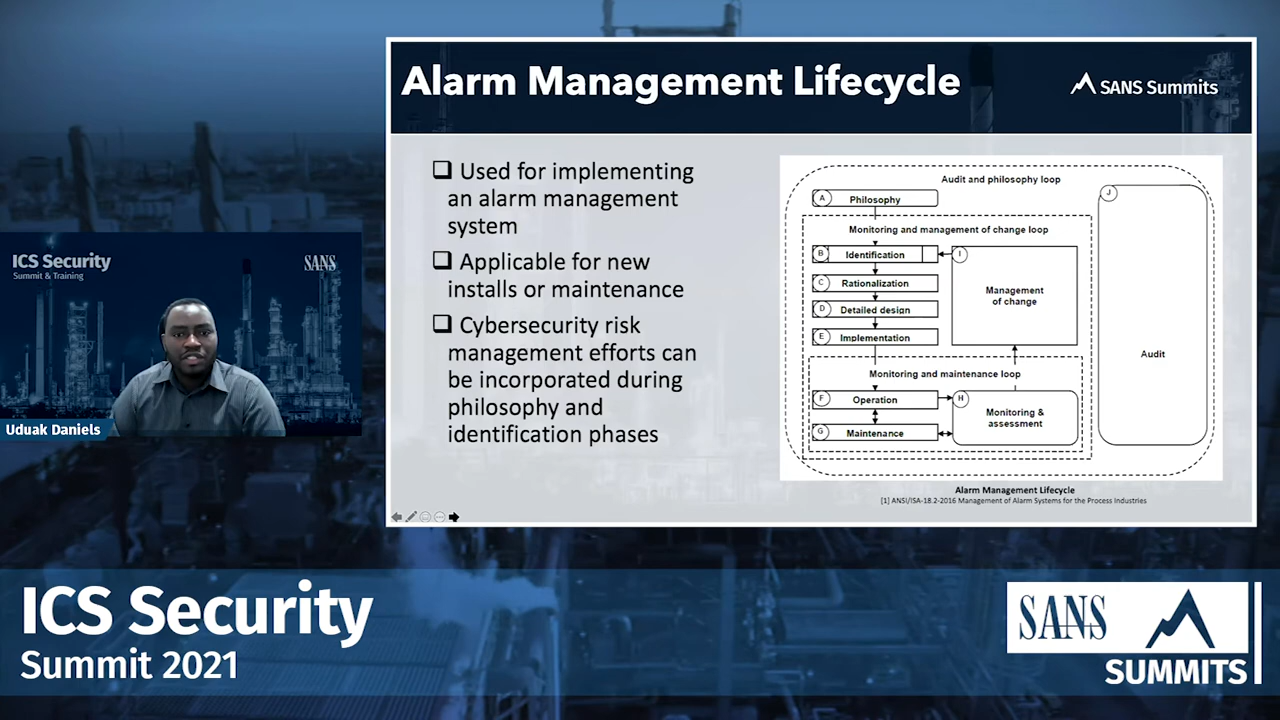 Alarm Management Lifecycle
SANS Summits
❑ Used for implementing
an alarm management
system
❑ Applicable for new
installs or maintenance
❑ Cybersecurity risk
management efforts can
be incorporated during
philosophy and
identification phases
Audit and philosophy loop
A Philosophy
J
Monitoring and management of change loop
B Identification
I
C Rationalization
Management
of change
D Detailed design
E Implementation
Audit
Monitoring and maintenance loop
F Operation
H
Monitoring &
assessment
G Maintenance
Alarm Management Lifecycle
[1] ANSI/ISA-18.2-2016 Management of Alarm Systems for the Process Industries
ICS Security
Summit & Training
SANS
Uduak Daniels
ICS Security
Summit 2021
SANS
SUMMITS